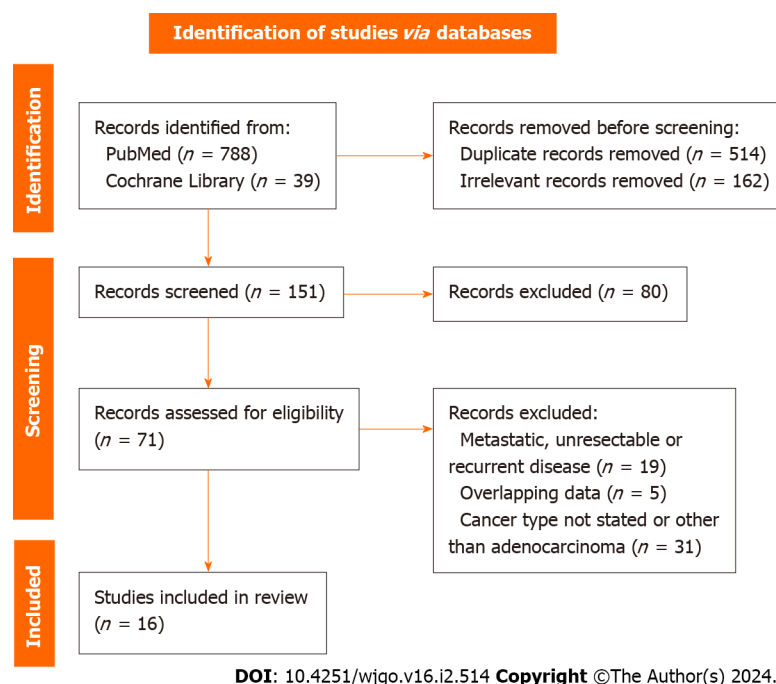 Identification of studies via databases
Identification
Records identified from:
PubMed (n = 788)
Cochrane Library (n = 39)
Records removed before screening:
Duplicate records removed (n = 514)
Irrelevant records removed (n = 162)
Screening
Records screened (n = 151)
Records excluded (n = 80)
Records assessed for eligibility
(n = 71)
Records excluded:
Metastatic, unresectable or
recurrent disease (n = 19)
Overlapping data (n = 5)
Cancer type not stated or other
than adenocarcinoma (n = 31)
Included
Studies included in review
(n = 16)
DOI: 10.4251/wjgo.v16.i2.514 Copyright ©The Author(s) 2024.